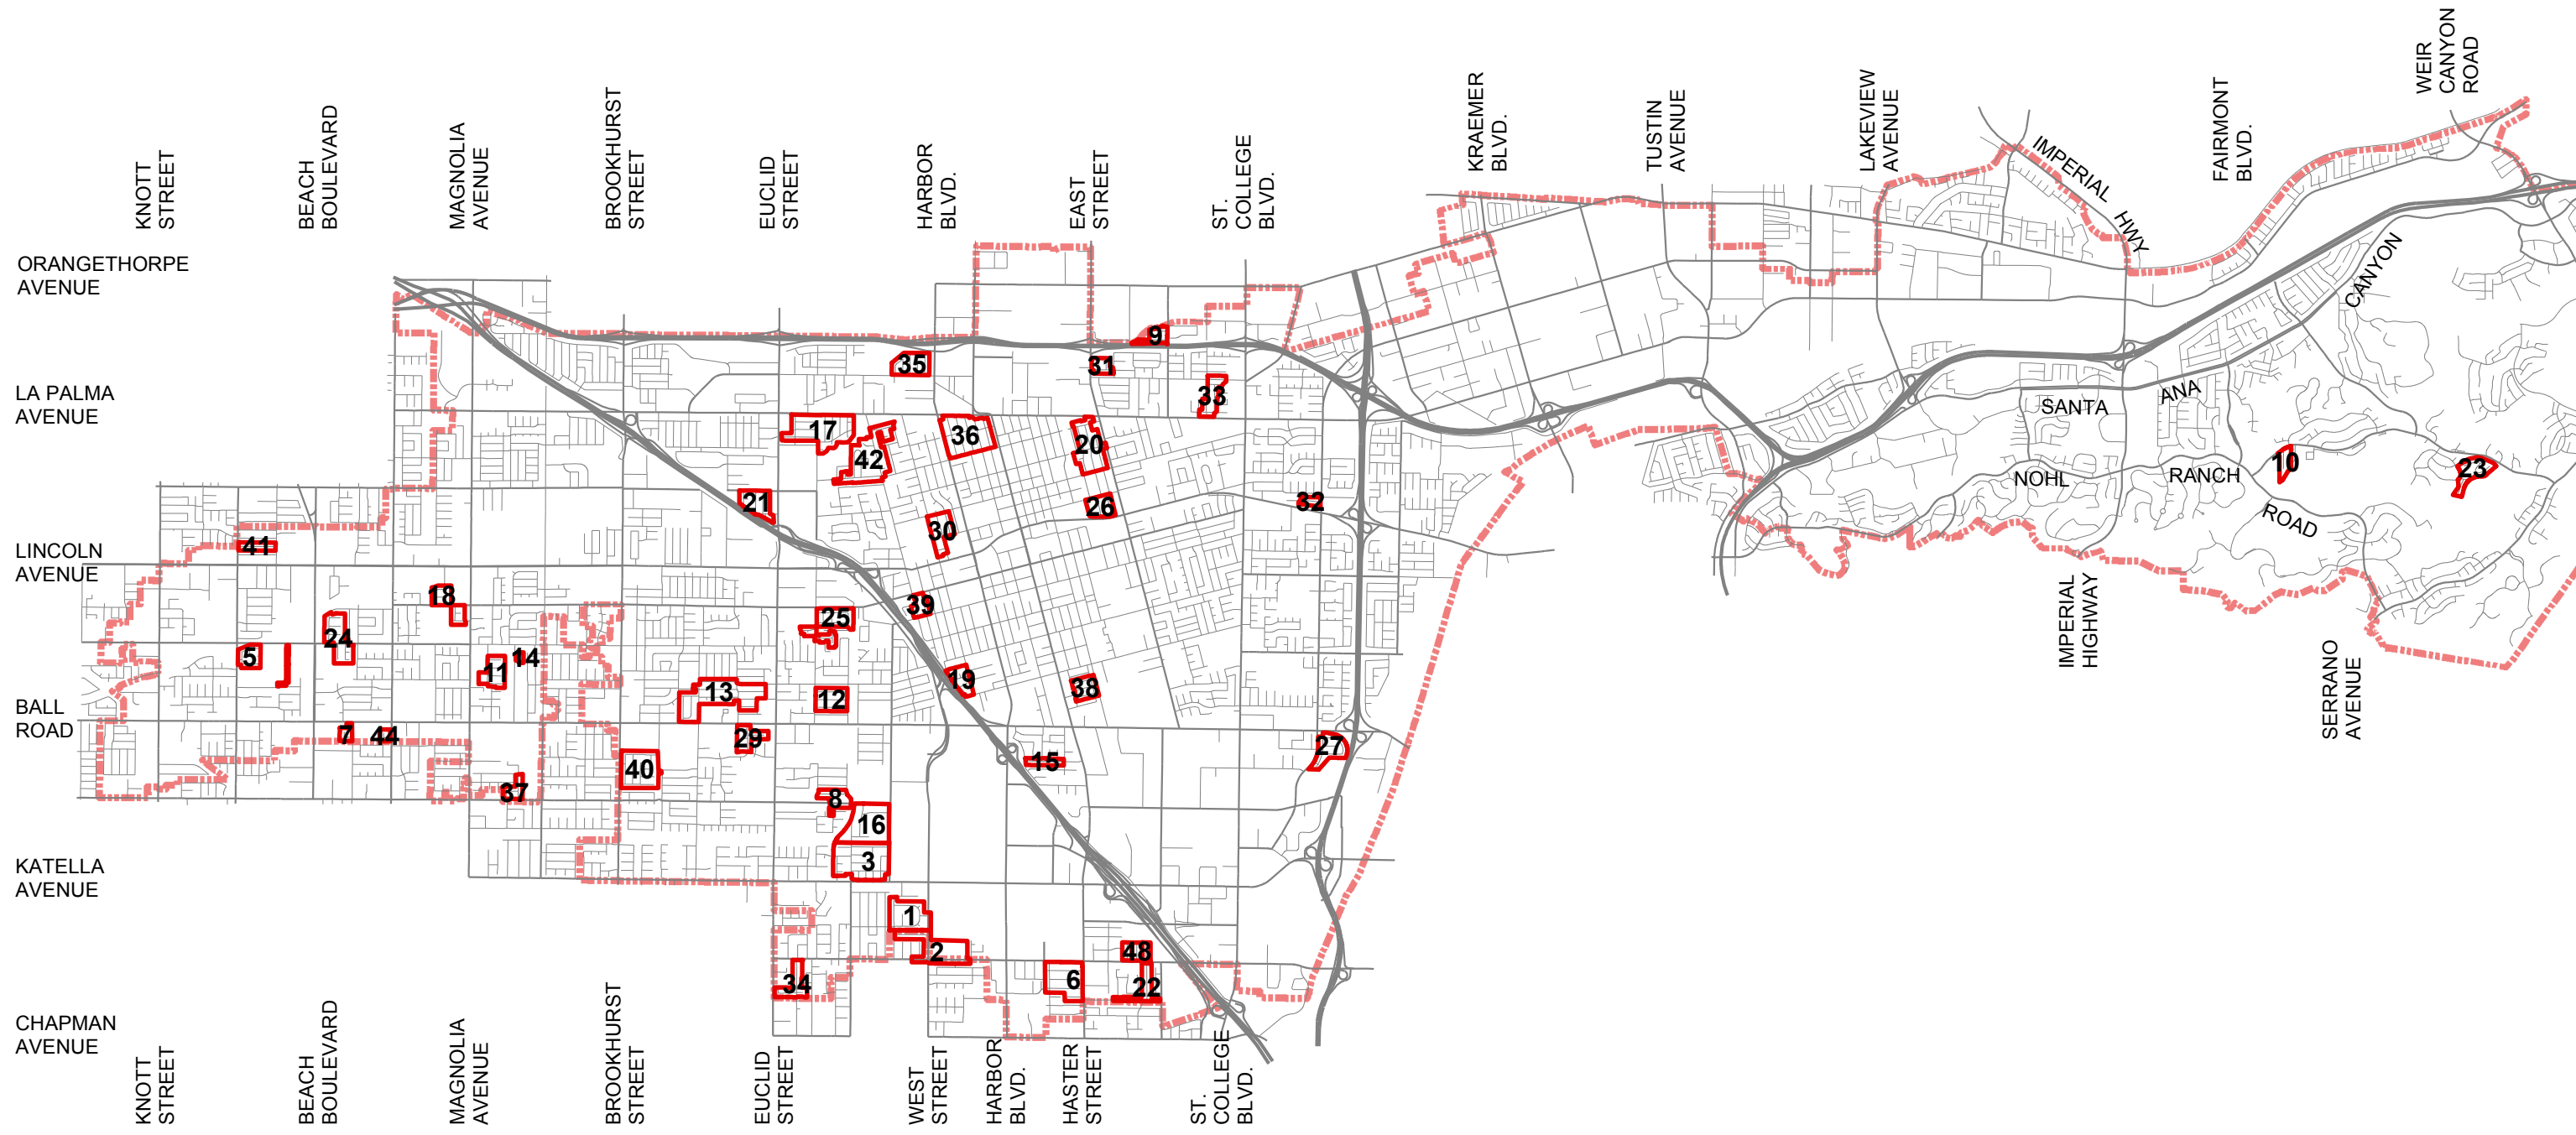 KNOTT
STREET
BEACH
BOULEVARD
MAGNOLIA
AVENUE
BROOKHURST
STREET
EUCLID
STREET
HARBOR
BLVD.
EAST
STREET
ST.
COLLEGE
BLVD.
KRAEMER
BLVD.
TUSTIN
AVENUE
LAKEVIEW
AVENUE
IMPERIAL HWY
FAIRMONT
BLVD.
WEIR
CANYON
ROAD
ORANGETHORPE
AVENUE
LA PALMA
AVENUE
LINCOLN
AVENUE
BALL
ROAD
KATELLA
AVENUE
CHAPMAN
AVENUE
SANTA ANA CANYON
NOHL RANCH ROAD
9
35
31
33
17
42
36
20
21
30
26
32
10
23
41
18
39
25
24
5
14
11
13
12
19
38
7
44
29
40
15
27
37
8
16
3
1
2
48
34
6
22
IMPERIAL
HIGHWAY
SERRANO
AVENUE
KNOTT
STREET
BEACH
BOULEVARD
MAGNOLIA
AVENUE
BROOKHURST
STREET
EUCLID
STREET
WEST
STREET
HARBOR
BLVD.
HASTER
STREET
ST.
COLLEGE
BLVD.